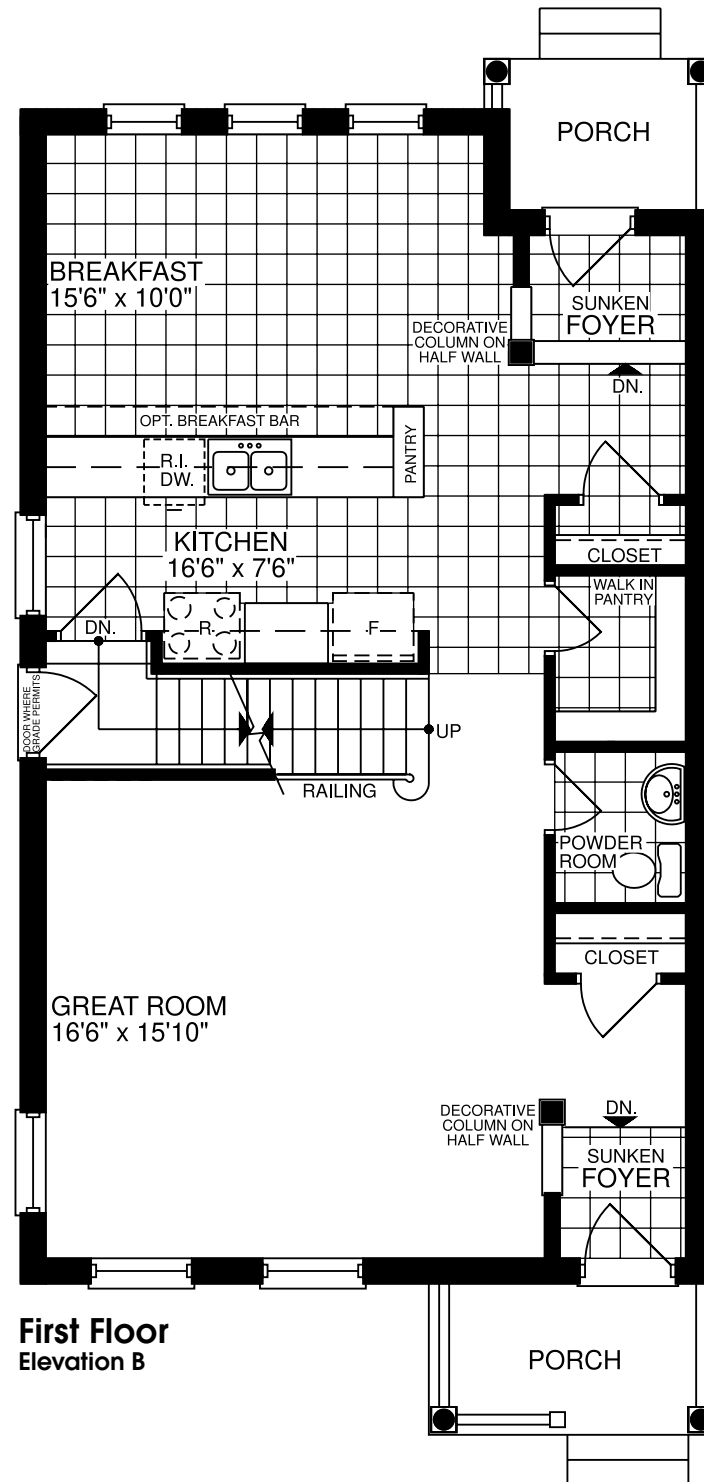 PORCH
BREAKFAST
15'6" x 10'0"
SUNKEN
FOYER
DECORATIVE
COLUMN ON
HALF WALL
DN.
OPT. BREAKFAST BAR
PANTRY
R.I.
DW.
KITCHEN
16'6" x 7'6"
CLOSET
WALK IN
PANTRY
DN.
R.
F
DOOR WHERE
GRADE PERMITS
UP
RAILING
POWDER
ROOM
CLOSET
GREAT ROOM
16'6" x 15'10"
DECORATIVE
COLUMN ON
HALF WALL
DN.
SUNKEN
FOYER
First Floor
Elevation B
PORCH